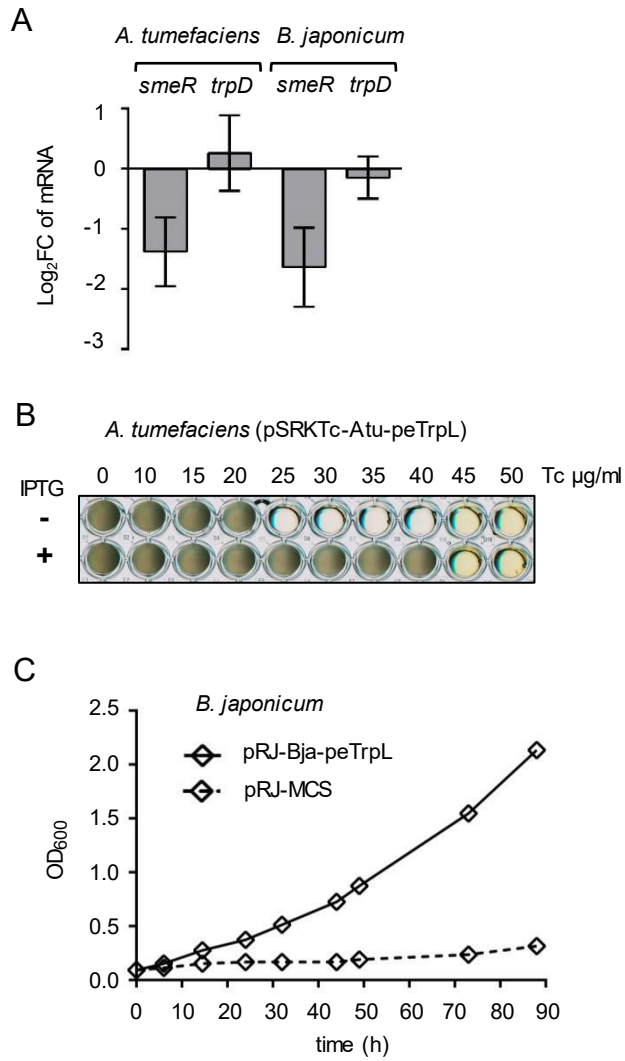 A
A. tumefaciens B. japonicum
smeR trpD smeR trpD
1
0
-1
-2
-3
Log2FC of mRNA
B
A. tumefaciens (pSRKTc-Atu-peTrpL)
IPTG 0 10 15 20 25 30 35 40 45 50 Tc µg/ml
-
+
C
B. japonicum
pRJ-Bja-peTrpL
pRJ-MCS
2.5
2.0
1.5
1.0
0.5
0.0
OD600
0 10 20 30 40 50 60 70 80 90
time (h)